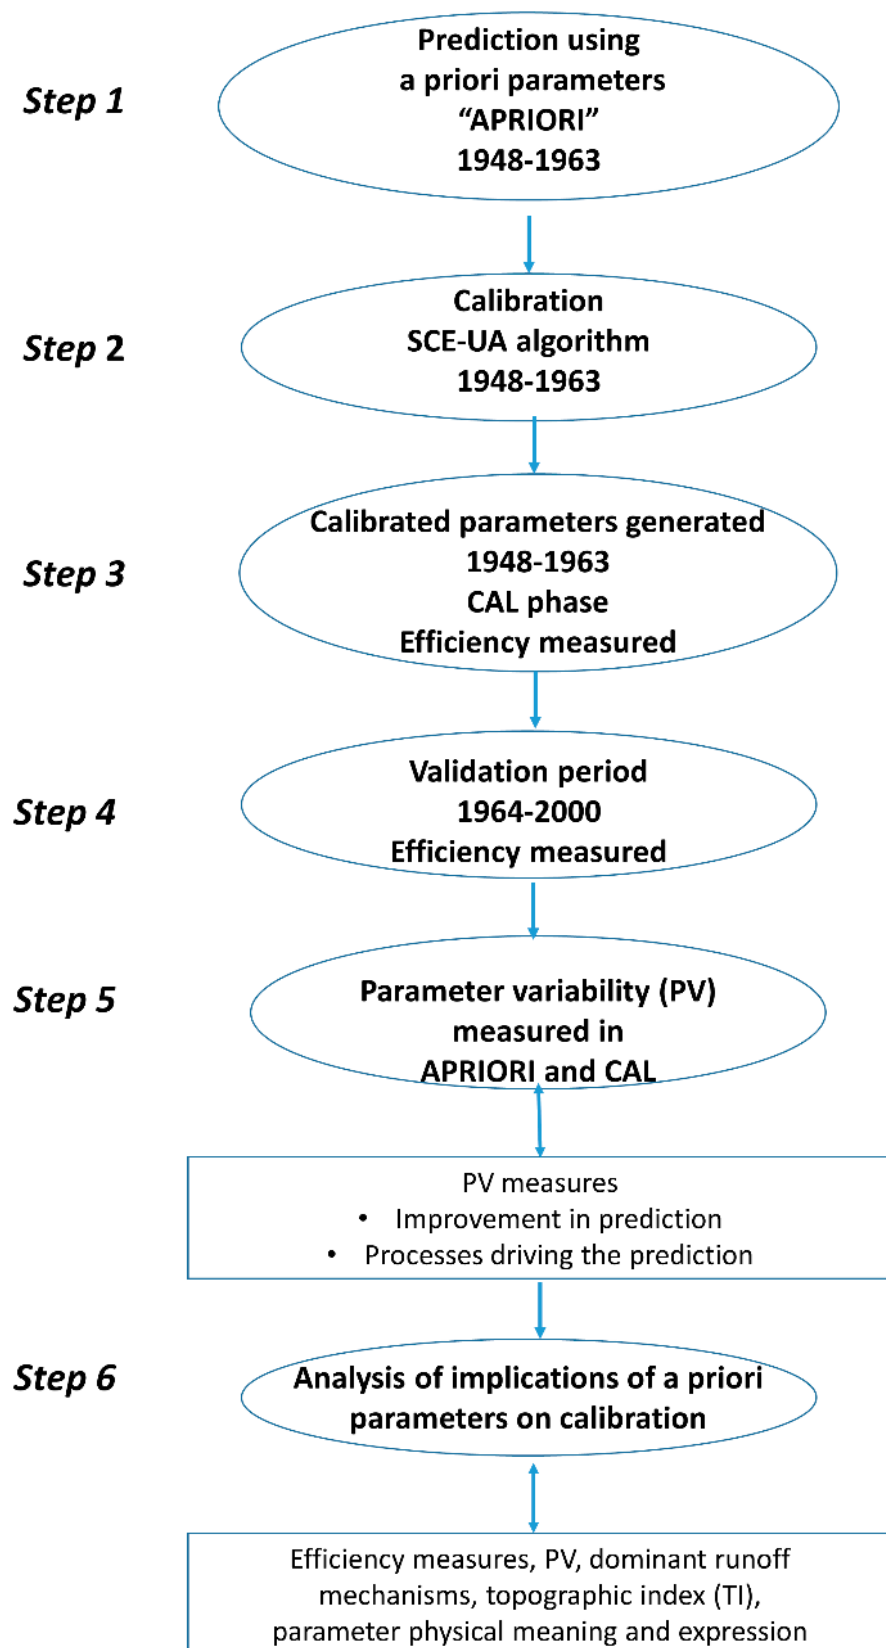 Prediction using
a priori parameters
Step 1
“APRIORI”
1948-1963
Calibration
Step 2
SCE-UA algorithm
1948-1963
Calibrated parameters generated
Step 3
1948-1963
CAL phase
Efficiency measured
Validation period
Step 4
1964-2000
Efficiency measured
Step 5
Parameter variability (PV)
measured in
APRIORI and CAL
PV measures
• Improvement in prediction
• Processes driving the prediction
Step 6
Analysis of implications of a priori
parameters on calibration
Efficiency measures, PV, dominant runoff
mechanisms, topographic index (TI),
parameter physical meaning and expression